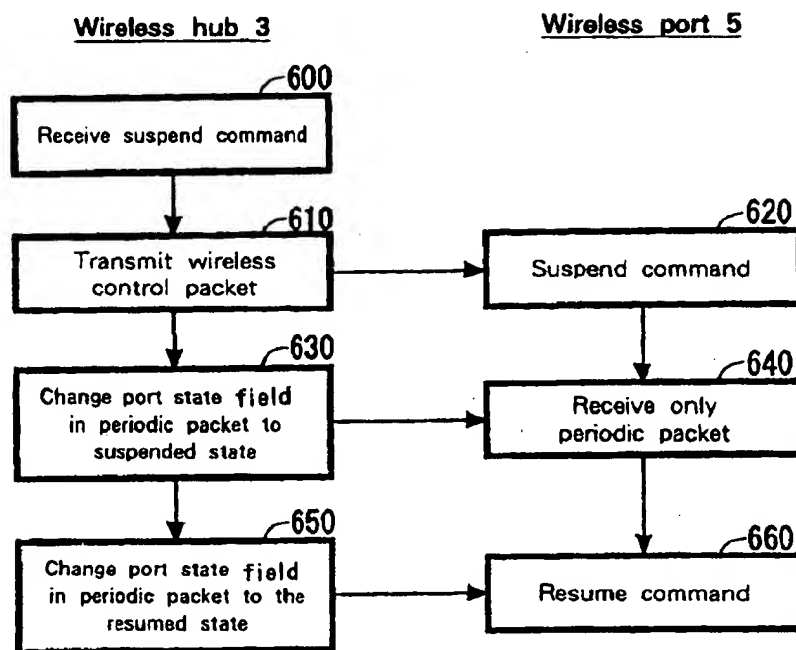 Wireless hub 3
Wireless port 5
600
Receive suspend command
610
Transmit wireless
control packet
620
Suspend command
630
Change port state field
in periodic packet to
suspended state
640
Receive only
periodic packet
650
Change port state field
in periodic packet to the
resumed state
660
Resume command